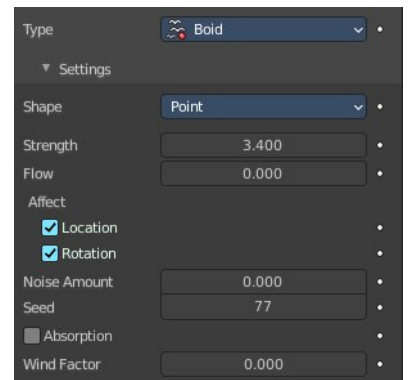 Type Boid
Settings
Shape Point
Strength 3.400
Flow 0.000
Affect
Location
Rotation
Noise Amount 0.000
Seed 77
Absorption
Wind Factor 0.000